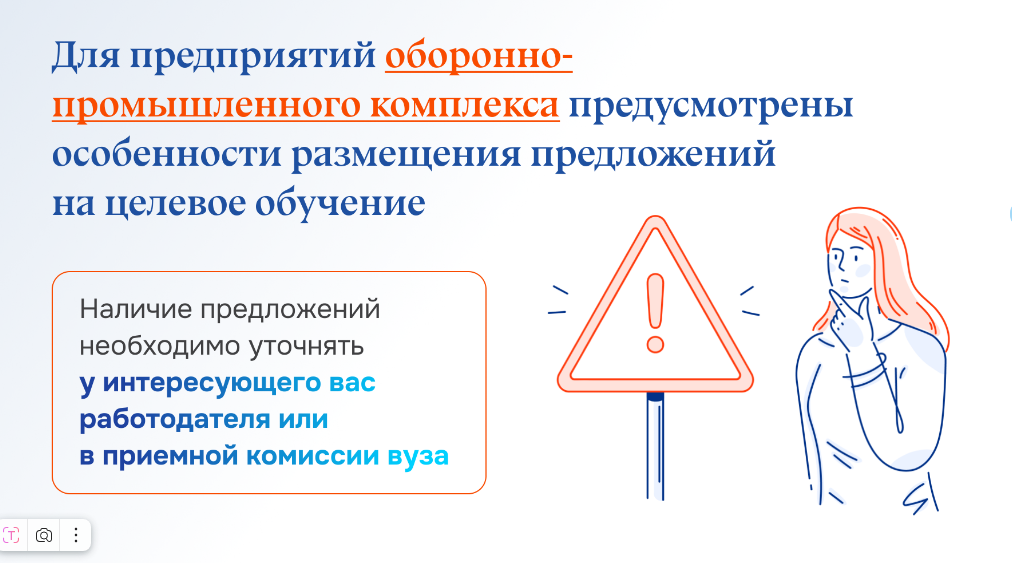 Для предприятий оборонно-
промышленного комплекса предусмотрены
особенности размещения предложений
на целевое обучение
Наличие предложений
необходимо уточнять
у интересующего вас
работодателя или
в приемной комиссии вуза
T